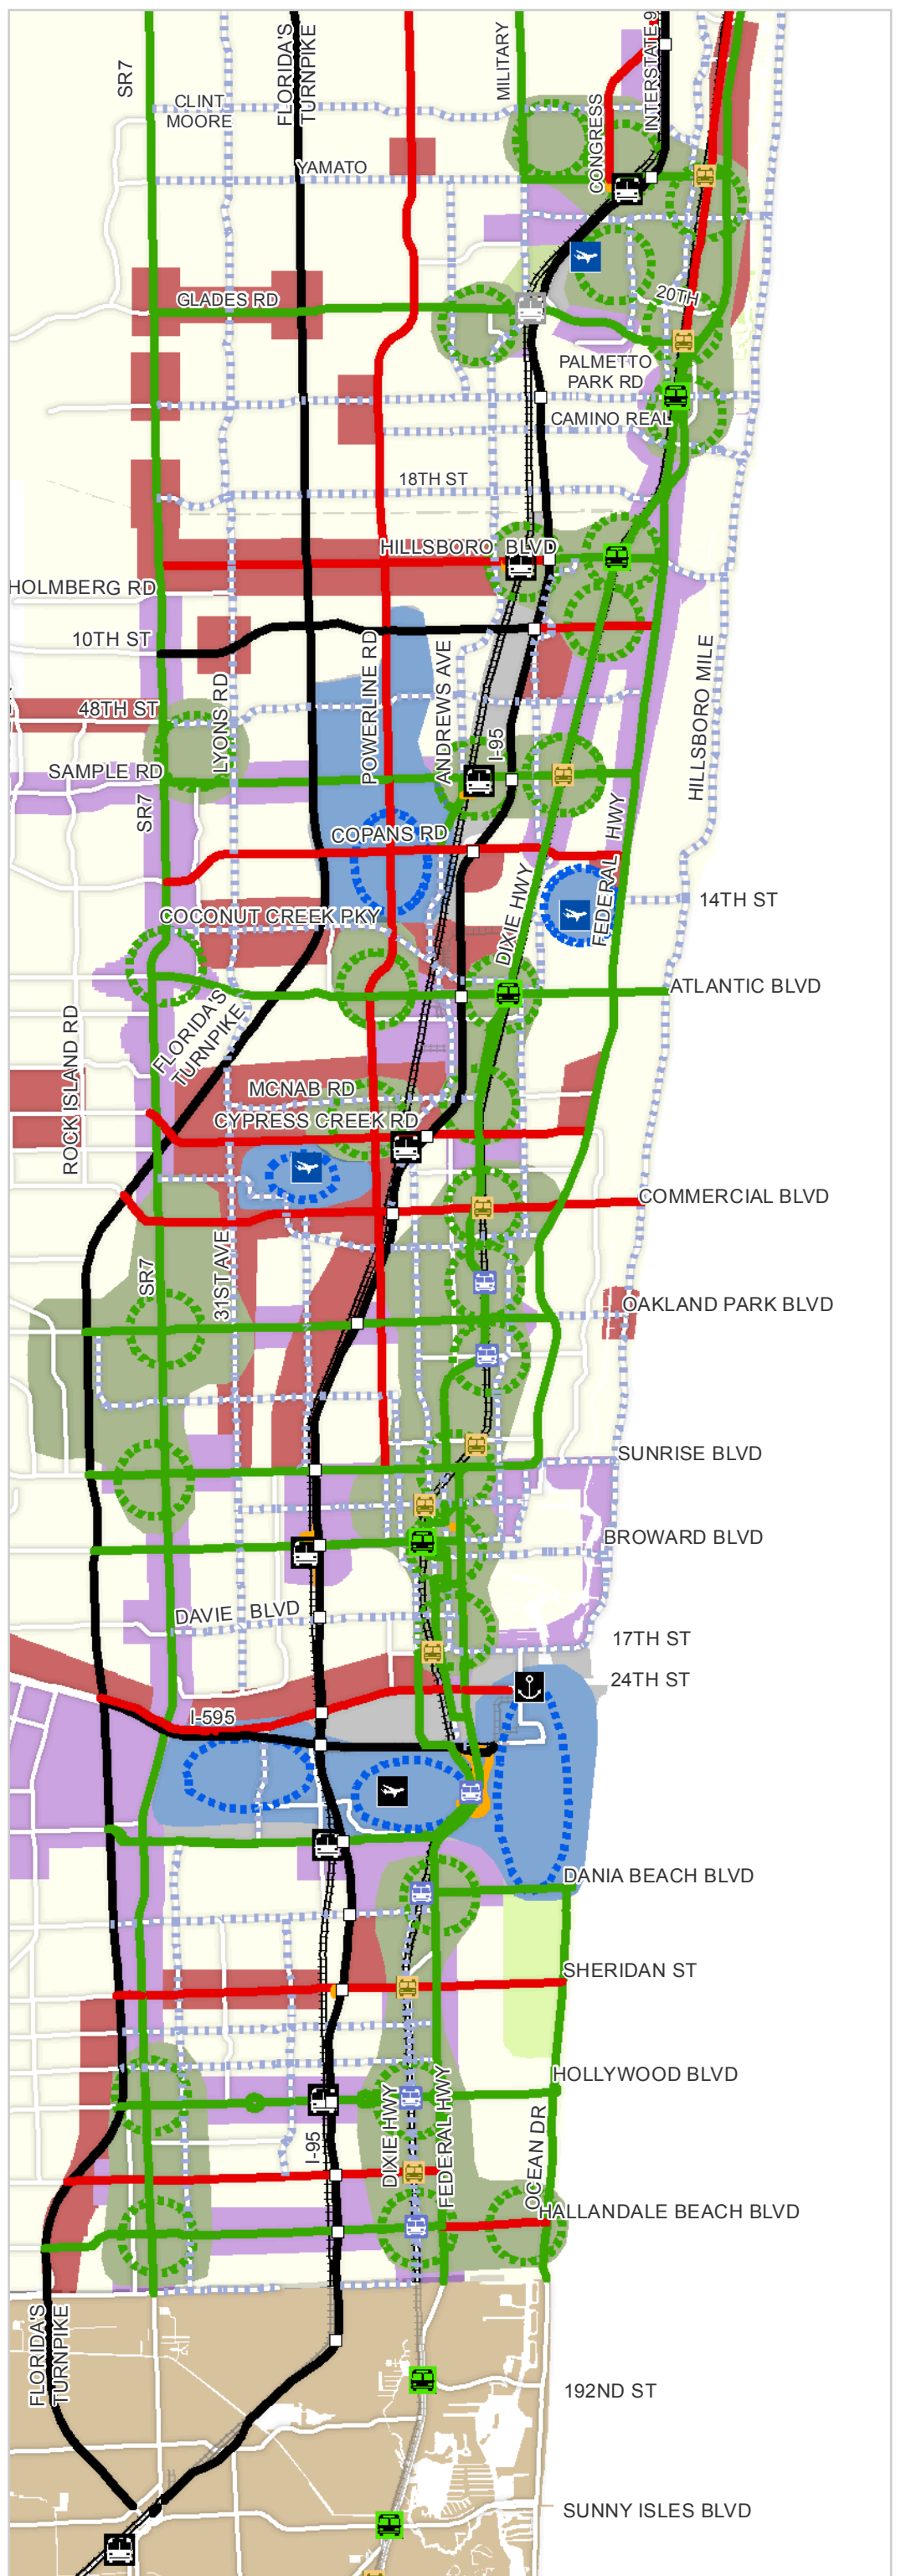 SR7
FLORIDA'S
TURNPIKE
MILITARY
INTERSTATE 9
CLINT
MOORE
CONGRESS
YAMATO
GLADES RD
20TH
PALMETTO
PARK RD
CAMINO REAL
18TH ST
HILLSBORO BLVD
HOLMBERG RD
10TH ST
POWERLINE RD
ANDREWS AVE
HILLSBORO MILE
48TH ST
LYONS RD
I-95
SAMPLE RD
SR7
COPANS RD
FEDERAL HWY
DIXIE HWY
14TH ST
COCONUT CREEK PKY
ATLANTIC BLVD
FLORIDA'S
TURNPIKE
ROCK ISLAND RD
MCNAB RD
CYPRESS CREEK RD
COMMERCIAL BLVD
SR7
31ST AVE
OAKLAND PARK BLVD
SUNRISE BLVD
BROWARD BLVD
DAVIE BLVD
17TH ST
24TH ST
I-595
DANIA BEACH BLVD
SHERIDAN ST
HOLLYWOOD BLVD
I-95
DIXIE HWY
FEDERAL HWY
OCEAN DR
HALLANDALE BEACH BLVD
FLORIDA'S
TURNPIKE
192ND ST
SUNNY ISLES BLVD